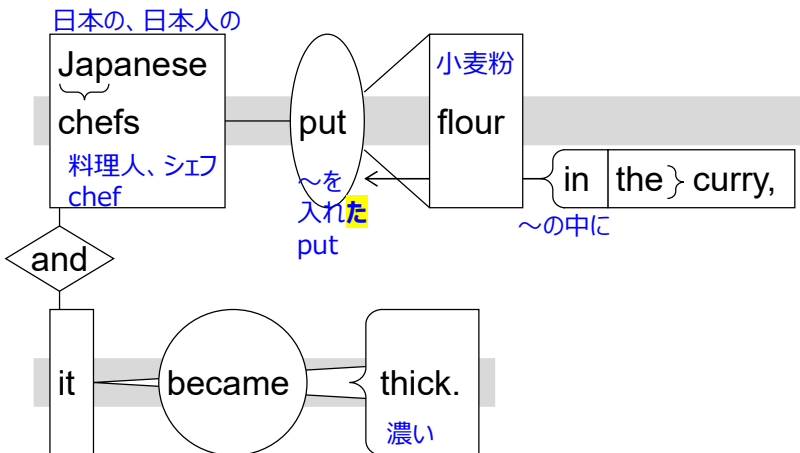 日本の、日本人の
Japanese
chefs
料理人、シェフ
chef
put
～を
入れた
put
小麦粉
flour
in the curry,
～の中に
and
it became thick.
濃い